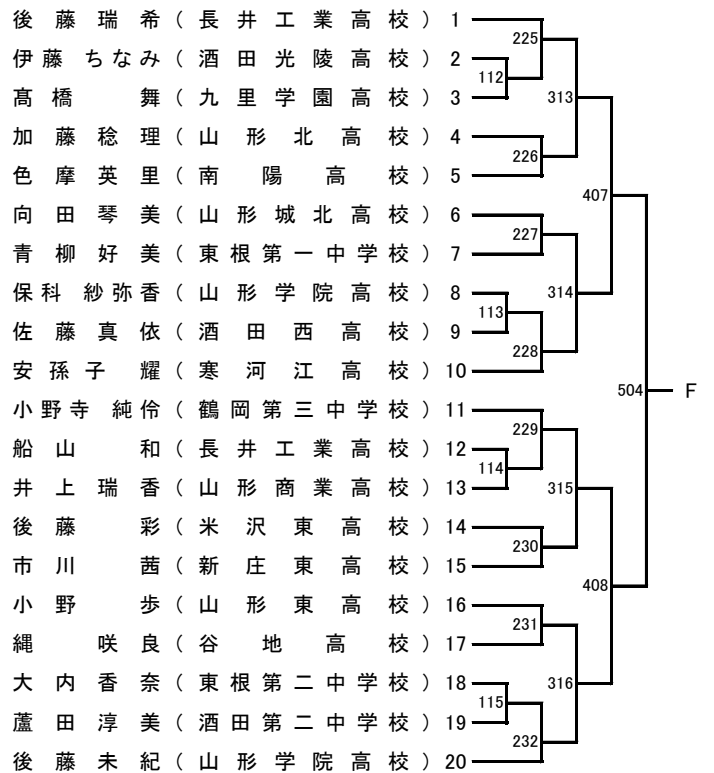 後藤瑞希(長井工業高校) 1
225
伊藤ちなみ(酒田光陵高校) 2
112
髙橋舞(九里学園高校) 3
313
加藤稔理(山形北高校) 4
226
色摩英里(南陽高校) 5
407
向田琴美(山形城北高校) 6
227
青柳好美(東根第一中学校) 7
保科紗弥香(山形学院高校) 8
314
113
佐藤真依(酒田西高校) 9
228
安孫子耀(寒河江高校) 10
504 F
小野寺純伶(鶴岡第三中学校) 11
229
船山和(長井工業高校) 12
114
井上瑞香(山形商業高校) 13
315
後藤彩(米沢東高校) 14
230
市川茜(新庄東高校) 15
408
小野歩(山形東高校) 16
231
縄咲良(谷地高校) 17
大内香奈(東根第二中学校) 18
316
115
蘆田淳美(酒田第二中学校) 19
232
後藤未紀(山形学院高校) 20